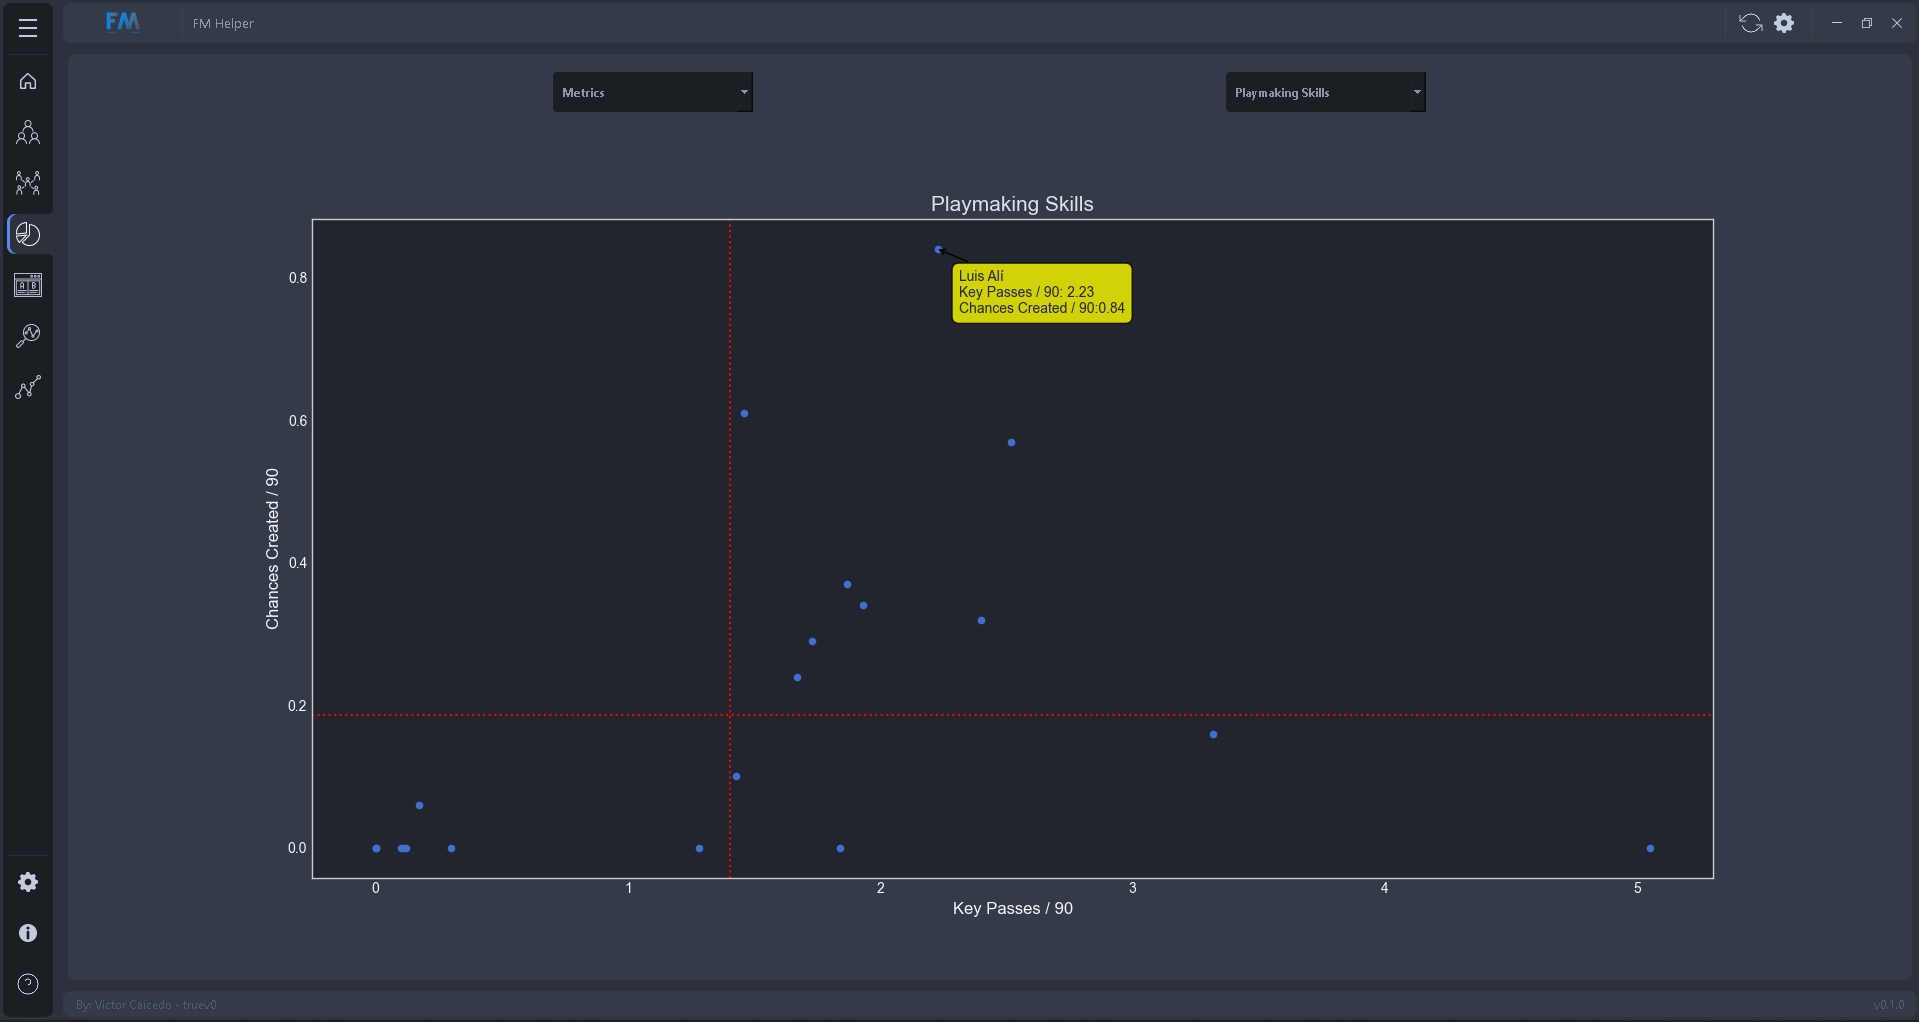 FM
FM Helper
Metrics
Playmaking Skills
Playmaking Skills
Luis Alí
Key Passes / 90: 2.23
Chances Created / 90:0.84
Chances Created / 90
0.8
0.6
0.4
0.2
0.0
0 1 2 3 4 5
Key Passes / 90
A B
By: Victor Caicedo - truev0
v0.1.0